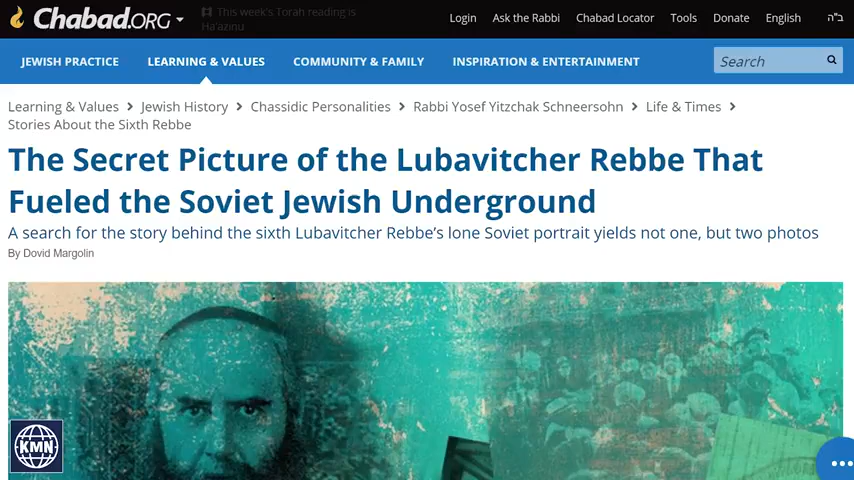 Chabad.ORG
This week's Torah reading is
Ha'azinu
Login Ask the Rabbi Chabad Locator Tools Donate English ב"ה
JEWISH PRACTICE LEARNING & VALUES COMMUNITY & FAMILY INSPIRATION & ENTERTAINMENT Search
Learning & Values > Jewish History > Chassidic Personalities > Rabbi Yosef Yitzchak Schneersohn > Life & Times >
Stories About the Sixth Rebbe
The Secret Picture of the Lubavitcher Rebbe That
Fueled the Soviet Jewish Underground
A search for the story behind the sixth Lubavitcher Rebbe's lone Soviet portrait yields not one, but two photos
By Dovid Margolin
KMN